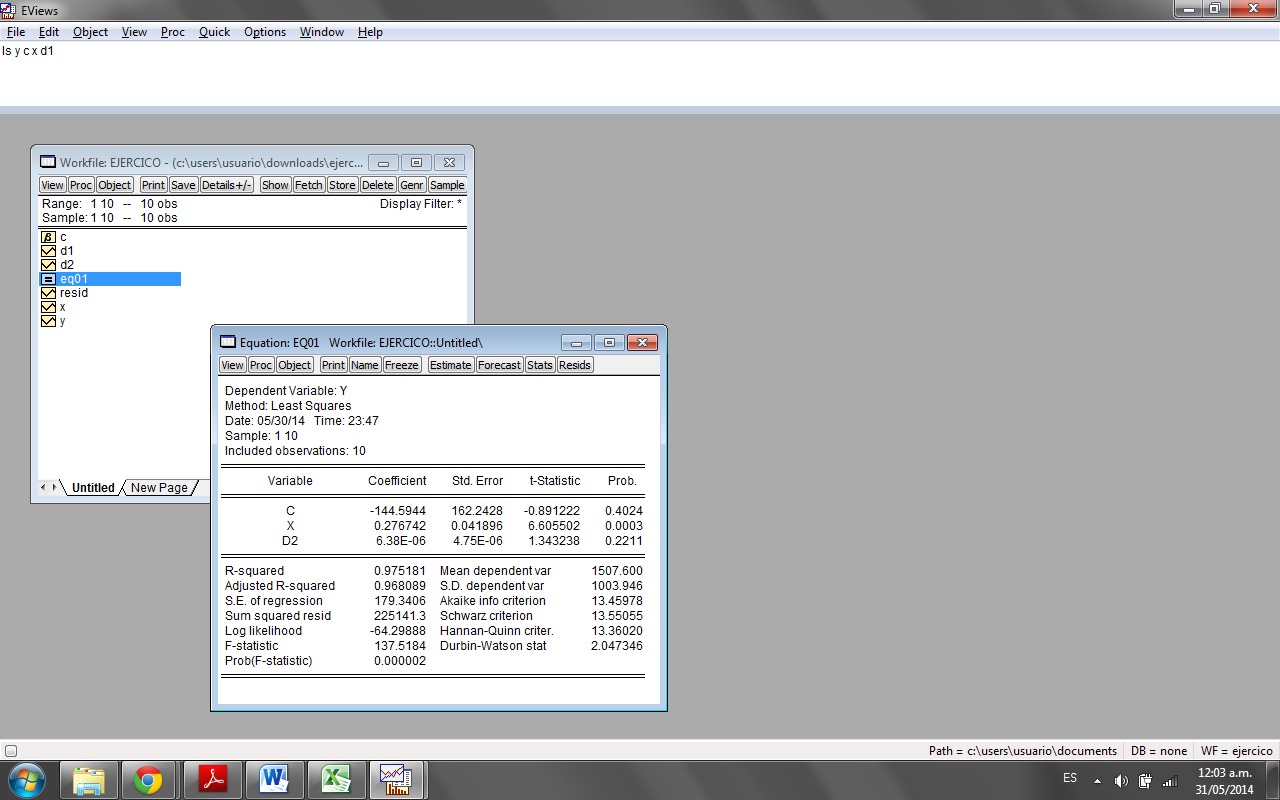 EViews
File Edit Object View Proc Quick Options Window Help
ls y c x d1
Workfile: EJERCICO - (c:\users\usuario\downloads\ejerc...
View Proc Object Print Save Details+/- Show Fetch Store Delete Genr Sample
Range: 1 10 -- 10 obs Display Filter: *
Sample: 1 10 -- 10 obs
β c
d1
d2
= eq01
resid
x
y
Untitled New Page
Equation: EQ01 Workfile: EJERCICO::Untitled\
View Proc Object Print Name Freeze Estimate Forecast Stats Resids
Dependent Variable: Y
Method: Least Squares
Date: 05/30/14 Time: 23:47
Sample: 1 10
Included observations: 10
Variable Coefficient Std. Error t-Statistic Prob.
C -144.5944 162.2428 -0.891222 0.4024
X 0.276742 0.041896 6.605502 0.0003
D2 6.38E-06 4.75E-06 1.343238 0.2211
R-squared 0.975181 Mean dependent var 1507.600
Adjusted R-squared 0.968089 S.D. dependent var 1003.946
S.E. of regression 179.3406 Akaike info criterion 13.45978
Sum squared resid 225141.3 Schwarz criterion 13.55055
Log likelihood -64.29888 Hannan-Quinn criter. 13.36020
F-statistic 137.5184 Durbin-Watson stat 2.047346
Prob(F-statistic) 0.000002
Path = c:\users\usuario\documents DB = none WF = ejercico
ES 12:03 a.m.
31/05/2014